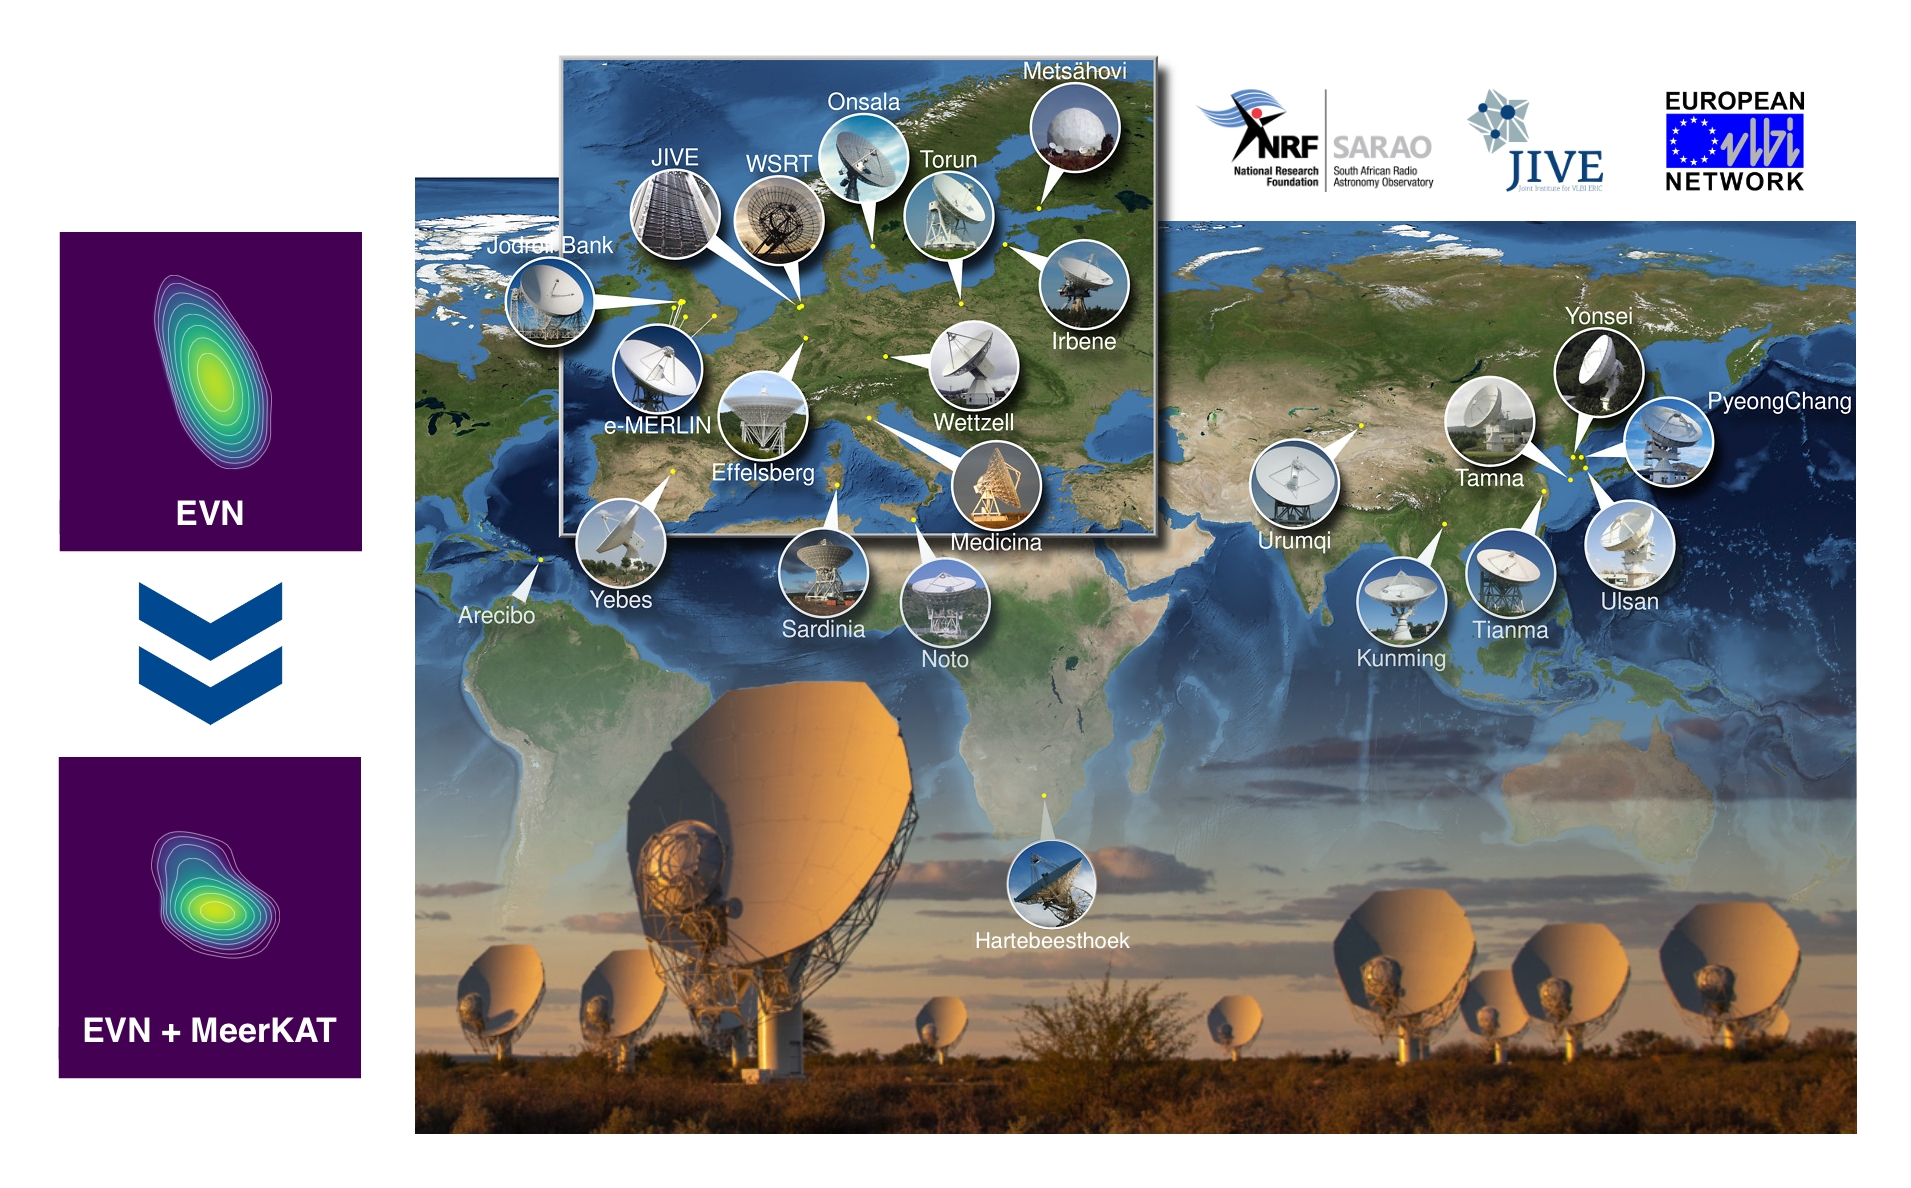 Metsähovi
Onsala
JIVE
WSRT
Torun
Jodrell Bank
Irbene
e-MERLIN
Effelsberg
Wettzell
Medicina
Yebes
Sardinia
Noto
Arecibo
NRF
National Research
Foundation
SARAO
South African Radio
Astronomy Observatory
JIVE
Joint Institute for VLBI ERIC
EUROPEAN
vlbi
NETWORK
Yonsei
PyeongChang
Tamna
Urumqi
Kunming
Tianma
Ulsan
Hartebeesthoek
EVN
EVN + MeerKAT